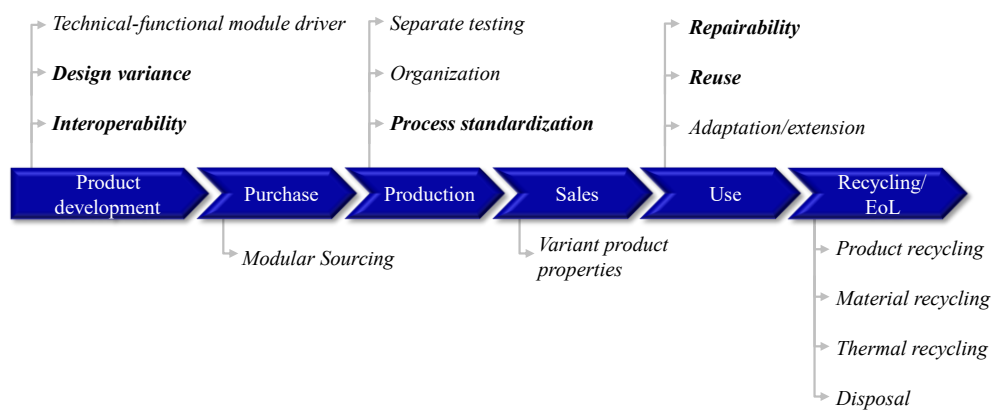 Technical-functional module driver
Design variance
Interoperability
Separate testing
Organization
Process standardization
Repairability
Reuse
Adaptation/extension
Product
development
Purchase
Production
Sales
Use
Recycling/
EoL
Modular Sourcing
Variant product
properties
Product recycling
Material recycling
Thermal recycling
Disposal